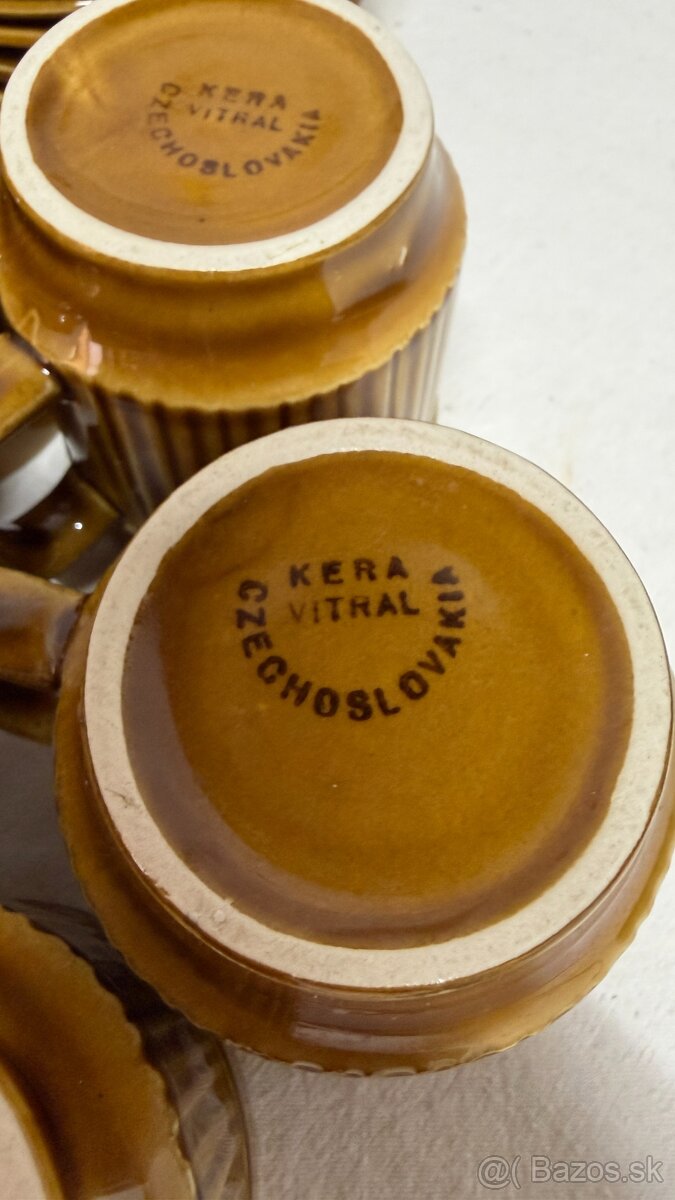 KERA
VITRAL
CZECHOSLOVAKIA
KERA
VITRAL
CZECHOSLOVAKIA
@( Bazos.sk